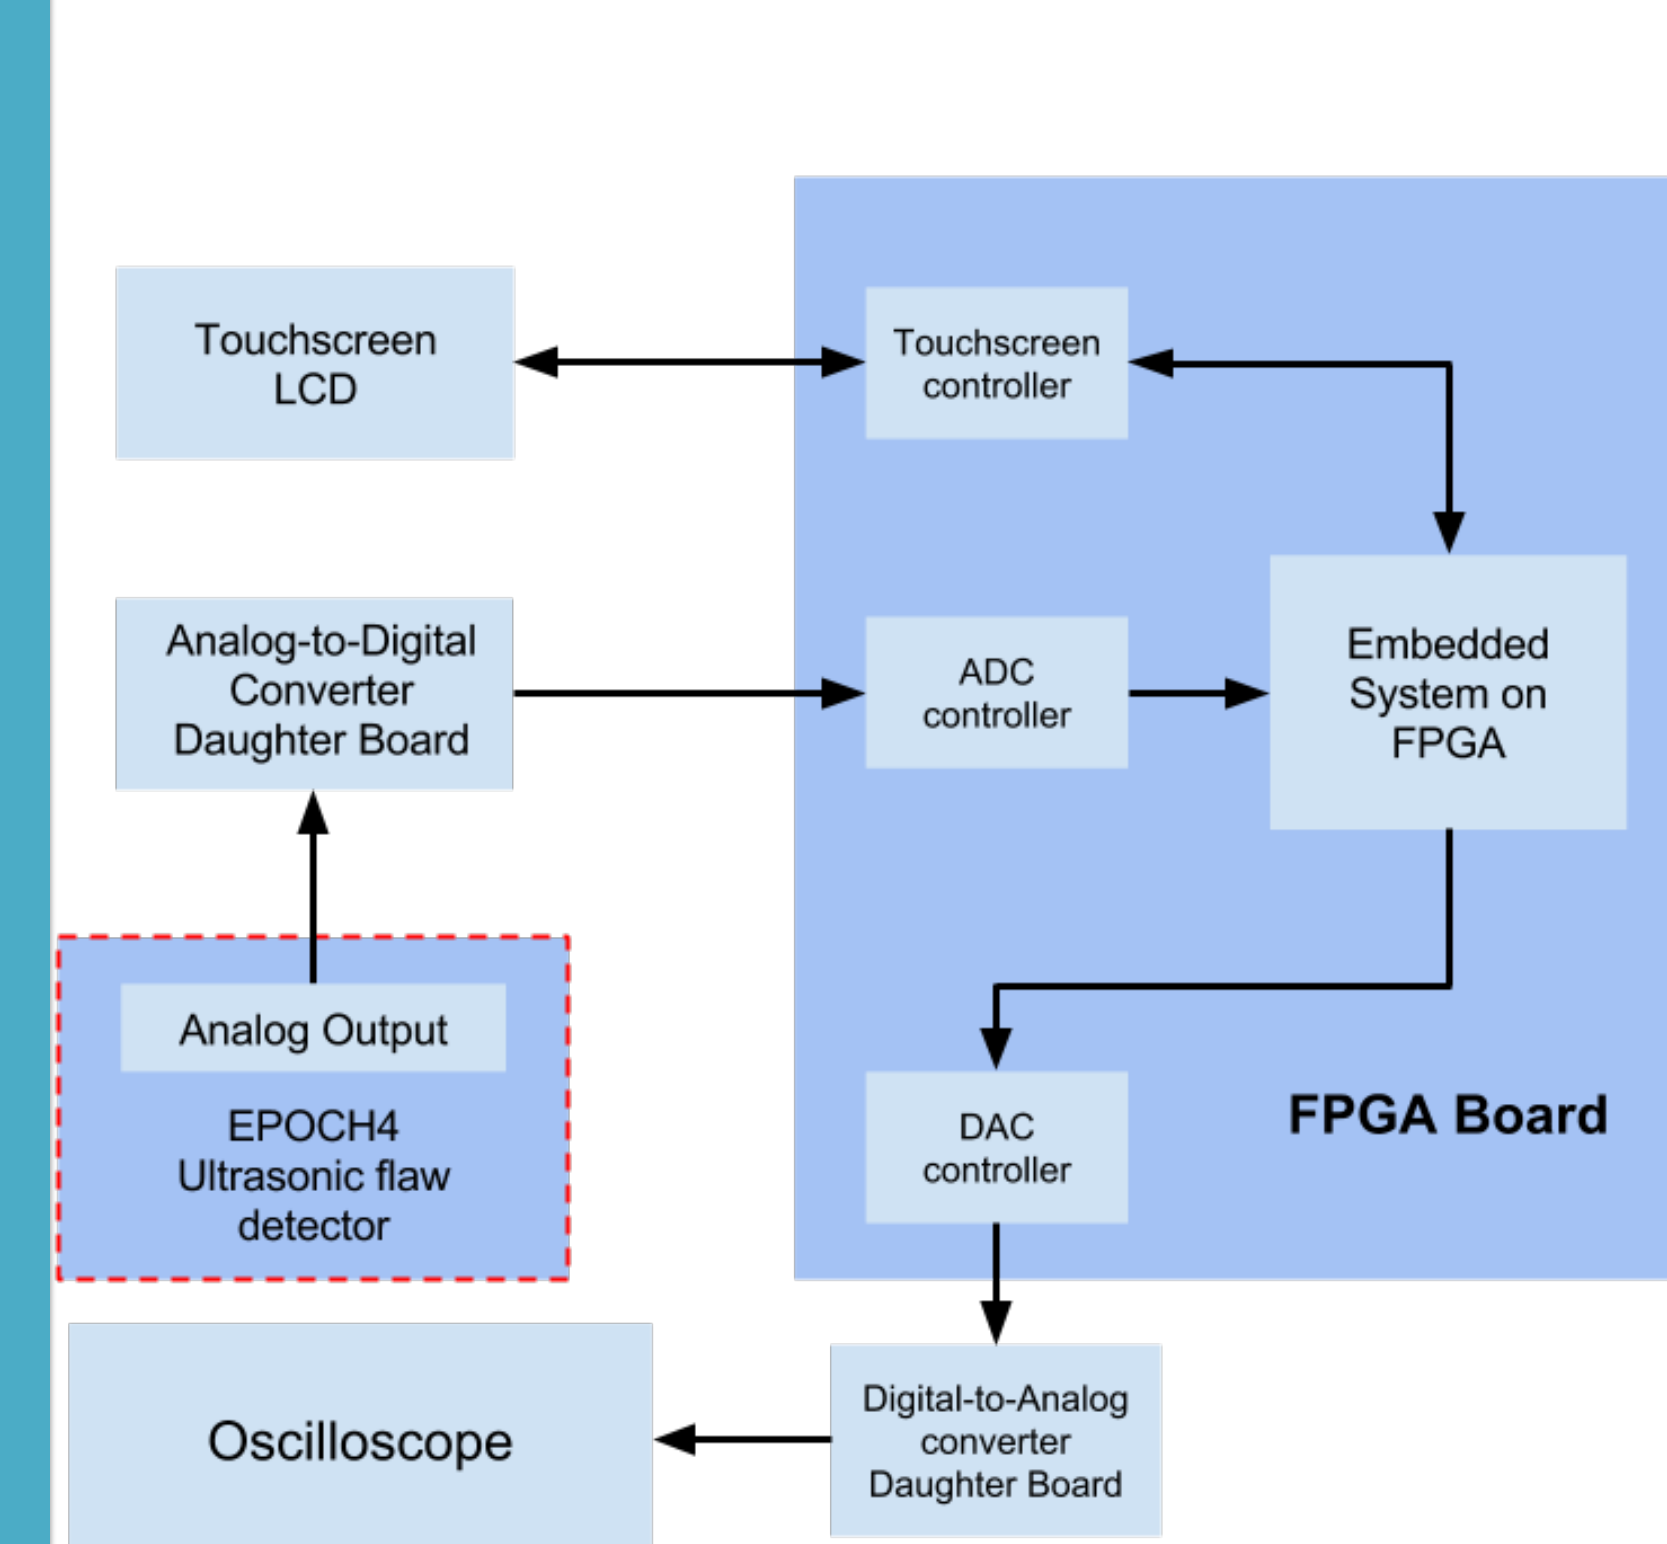 Touchscreen
LCD
Touchscreen
controller
Analog-to-Digital
Converter
Daughter Board
ADC
controller
Embedded
System on
FPGA
Analog Output
EPOCH4
Ultrasonic flaw
detector
DAC
controller
FPGA Board
Oscilloscope
Digital-to-Analog
converter
Daughter Board